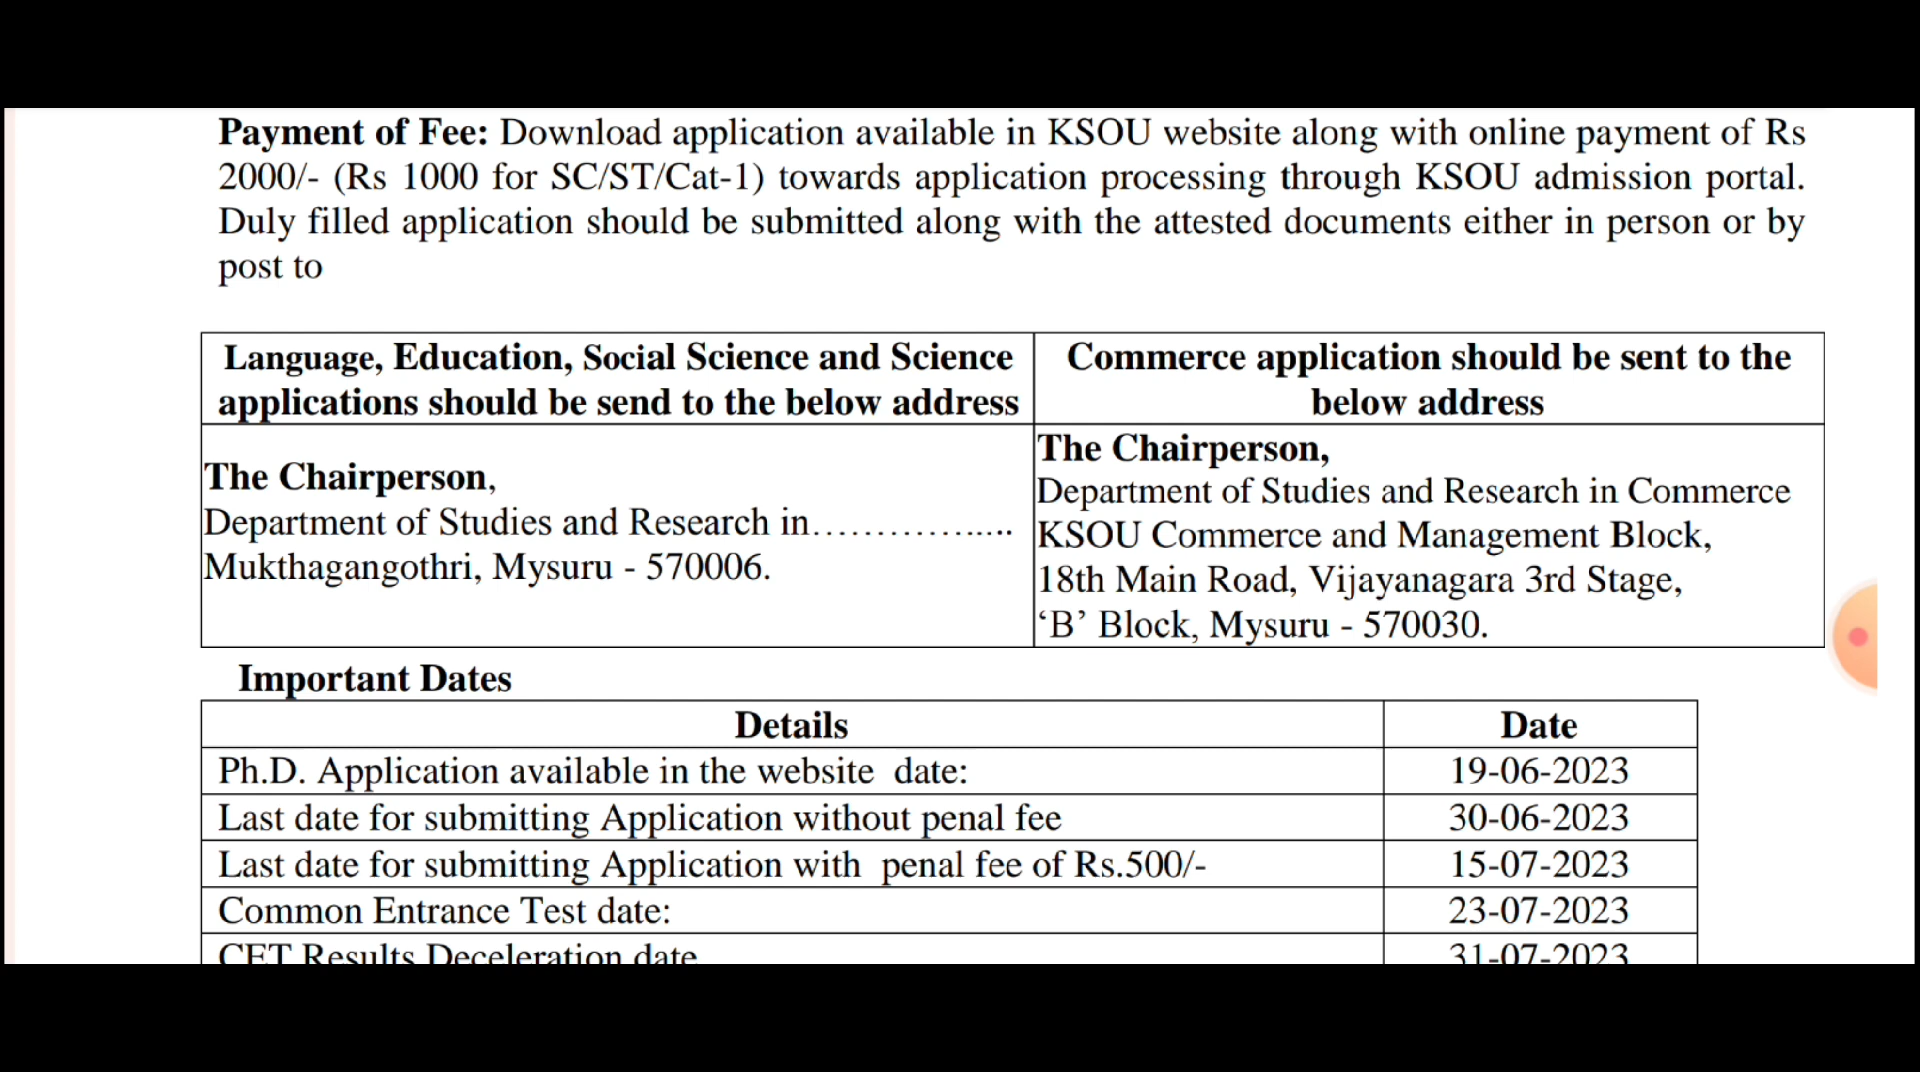 Payment of Fee: Download application available in KSOU website along with online payment of Rs
2000/- (Rs 1000 for SC/ST/Cat-1) towards application processing through KSOU admission portal.
Duly filled application should be submitted along with the attested documents either in person or by
post to
Language, Education, Social Science and Science
applications should be send to the below address
Commerce application should be sent to the
below address
The Chairperson,
Department of Studies and Research in.................
Mukthagangothri, Mysuru - 570006.
The Chairperson,
Department of Studies and Research in Commerce
KSOU Commerce and Management Block,
18th Main Road, Vijayanagara 3rd Stage,
‘B’ Block, Mysuru - 570030.
Important Dates
Details Date
Ph.D. Application available in the website date: 19-06-2023
Last date for submitting Application without penal fee 30-06-2023
Last date for submitting Application with penal fee of Rs.500/- 15-07-2023
Common Entrance Test date: 23-07-2023
CET Results Deceleration date 31-07-2023